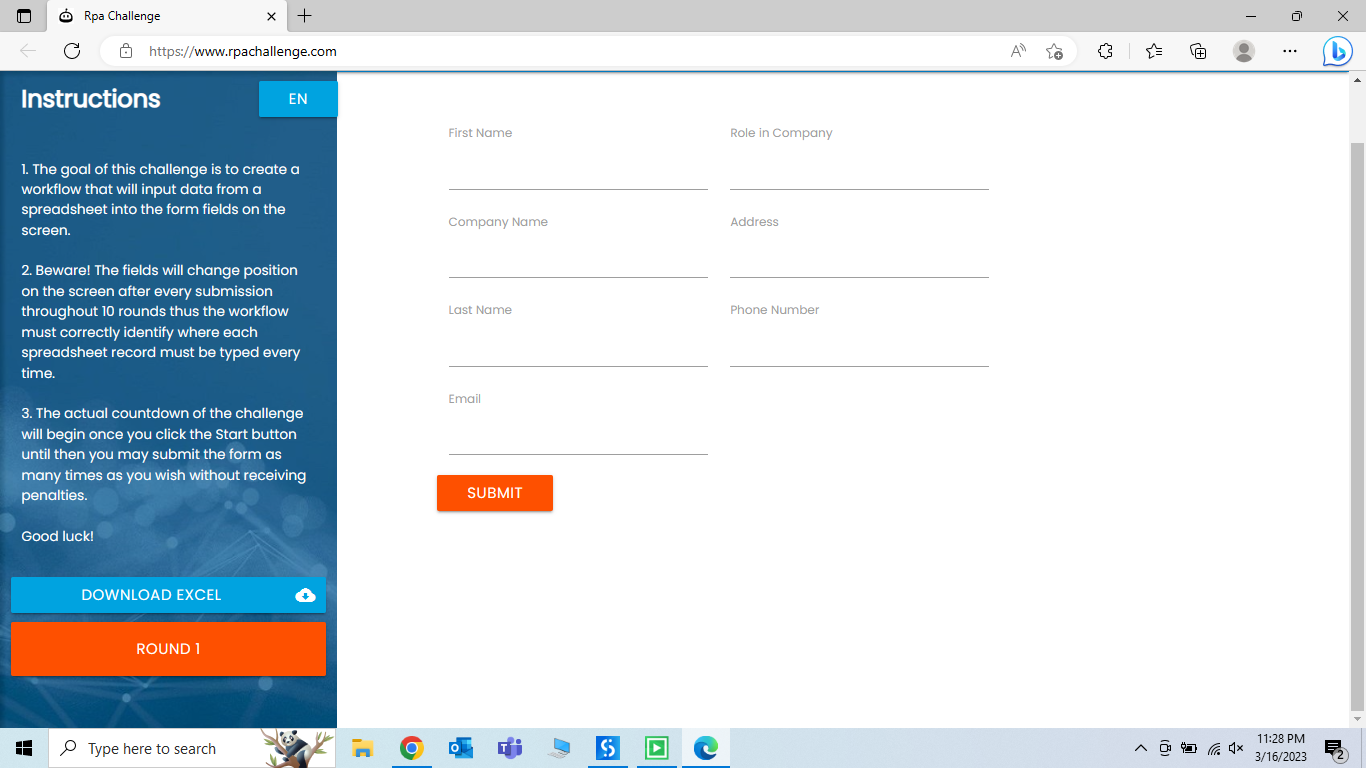 Rpa Challenge
https://www.rpachallenge.com
Instructions
EN
1. The goal of this challenge is to create a
workflow that will input data from a
spreadsheet into the form fields on the
screen.
2. Beware! The fields will change position
on the screen after every submission
throughout 10 rounds thus the workflow
must correctly identify where each
spreadsheet record must be typed every
time.
3. The actual countdown of the challenge
will begin once you click the Start button
until then you may submit the form as
many times as you wish without receiving
penalties.
Good luck!
DOWNLOAD EXCEL
ROUND 1
First Name
Role in Company
Company Name
Address
Last Name
Phone Number
Email
SUBMIT
Type here to search
11:28 PM
3/16/2023
2